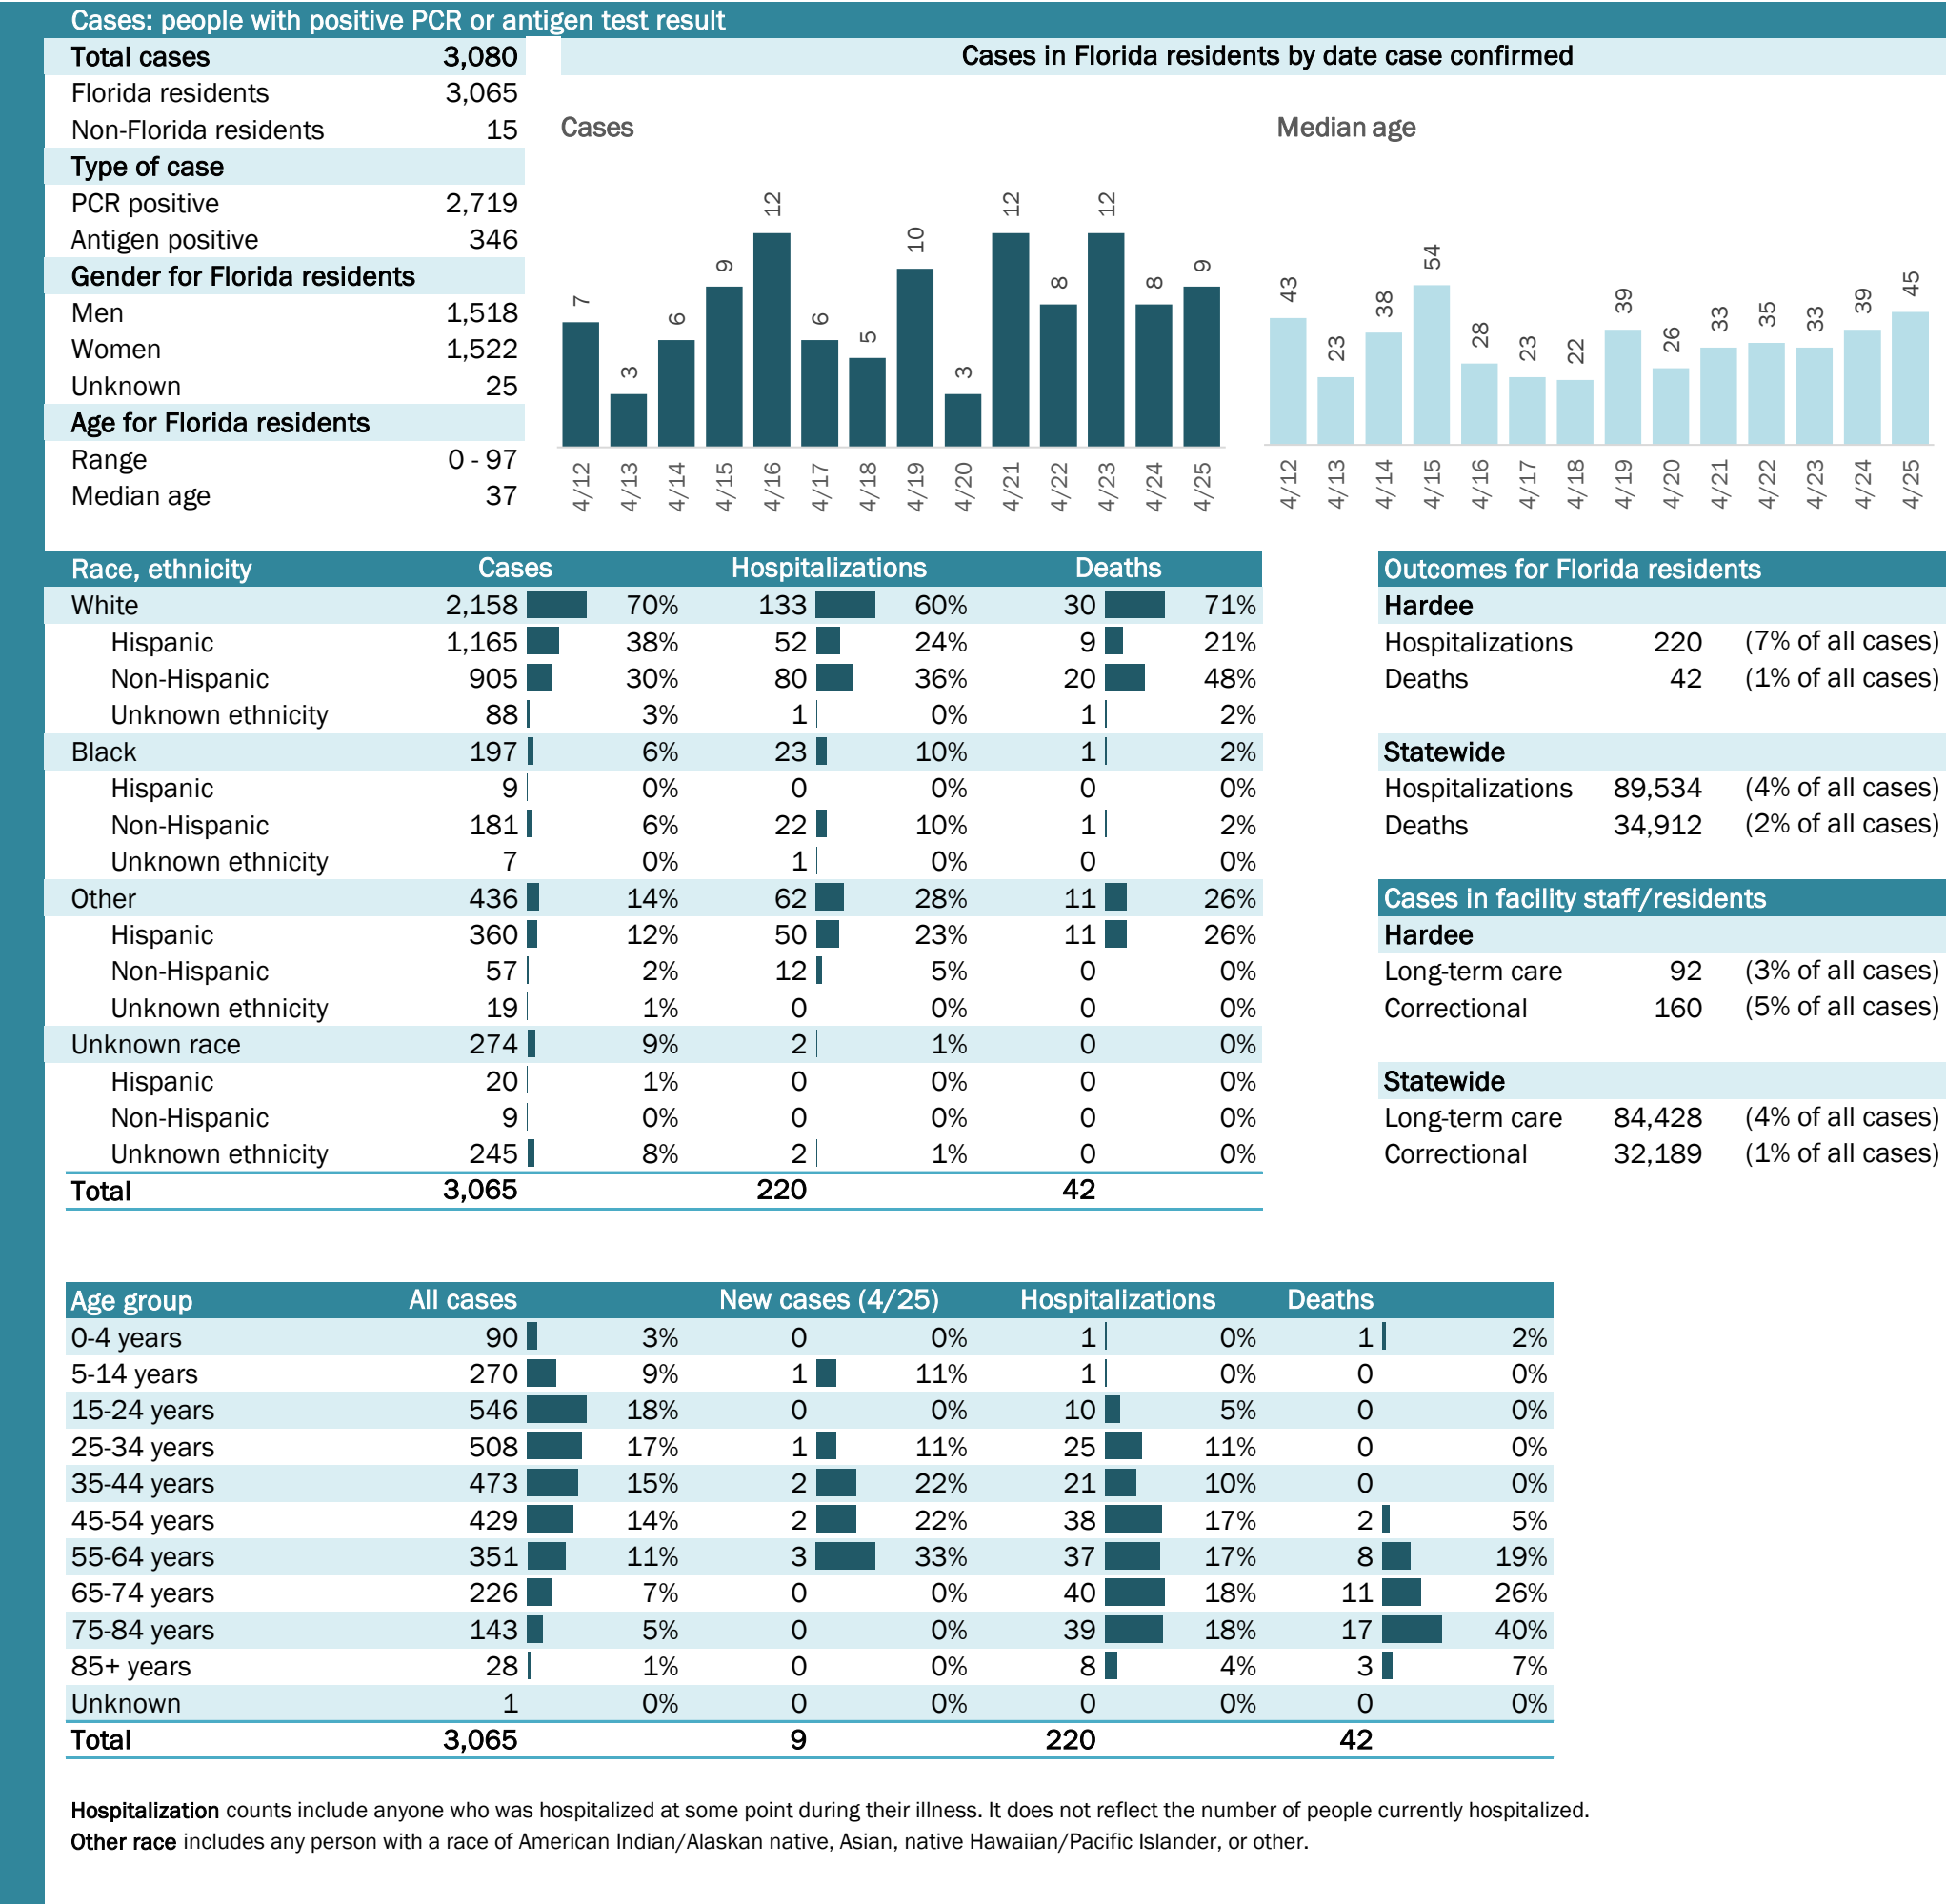 Cases: people with positive PCR or antigen test result
Total cases 3,080
Florida residents 3,065
Non-Florida residents 15
Type of case
PCR positive 2,719
Antigen positive 346
Gender for Florida residents
Men 1,518
Women 1,522
Unknown 25
Age for Florida residents
Range 0 - 97
Median age 37
Cases in Florida residents by date case confirmed
Cases
7 3 6 9 12 6 5 10 3 12 8 12 8 9
4/12 4/13 4/14 4/15 4/16 4/17 4/18 4/19 4/20 4/21 4/22 4/23 4/24 4/25
Median age
43 23 38 54 28 23 22 39 26 33 35 33 39 45
4/12 4/13 4/14 4/15 4/16 4/17 4/18 4/19 4/20 4/21 4/22 4/23 4/24 4/25
Race, ethnicity Cases Hospitalizations Deaths
White 2,158 70% 133 60% 30 71%
Hispanic 1,165 38% 52 24% 9 21%
Non-Hispanic 905 30% 80 36% 20 48%
Unknown ethnicity 88 3% 1 0% 1 2%
Black 197 6% 23 10% 1 2%
Hispanic 9 0% 0 0% 0 0%
Non-Hispanic 181 6% 22 10% 1 2%
Unknown ethnicity 7 0% 1 0% 0 0%
Other 436 14% 62 28% 11 26%
Hispanic 360 12% 50 23% 11 26%
Non-Hispanic 57 2% 12 5% 0 0%
Unknown ethnicity 19 1% 0 0% 0 0%
Unknown race 274 9% 2 1% 0 0%
Hispanic 20 1% 0 0% 0 0%
Non-Hispanic 9 0% 0 0% 0 0%
Unknown ethnicity 245 8% 2 1% 0 0%
Total 3,065 220 42
Outcomes for Florida residents
Hardee
Hospitalizations 220 (7% of all cases)
Deaths 42 (1% of all cases)
Statewide
Hospitalizations 89,534 (4% of all cases)
Deaths 34,912 (2% of all cases)
Cases in facility staff/residents
Hardee
Long-term care 92 (3% of all cases)
Correctional 160 (5% of all cases)
Statewide
Long-term care 84,428 (4% of all cases)
Correctional 32,189 (1% of all cases)
Age group All cases New cases (4/25) Hospitalizations Deaths
0-4 years 90 3% 0 0% 1 0% 1 2%
5-14 years 270 9% 1 11% 1 0% 0 0%
15-24 years 546 18% 0 0% 10 5% 0 0%
25-34 years 508 17% 1 11% 25 11% 0 0%
35-44 years 473 15% 2 22% 21 10% 0 0%
45-54 years 429 14% 2 22% 38 17% 2 5%
55-64 years 351 11% 3 33% 37 17% 8 19%
65-74 years 226 7% 0 0% 40 18% 11 26%
75-84 years 143 5% 0 0% 39 18% 17 40%
85+ years 28 1% 0 0% 8 4% 3 7%
Unknown 1 0% 0 0% 0 0% 0 0%
Total 3,065 9 220 42
Hospitalization counts include anyone who was hospitalized at some point during their illness. It does not reflect the number of people currently hospitalized.
Other race includes any person with a race of American Indian/Alaskan native, Asian, native Hawaiian/Pacific Islander, or other.